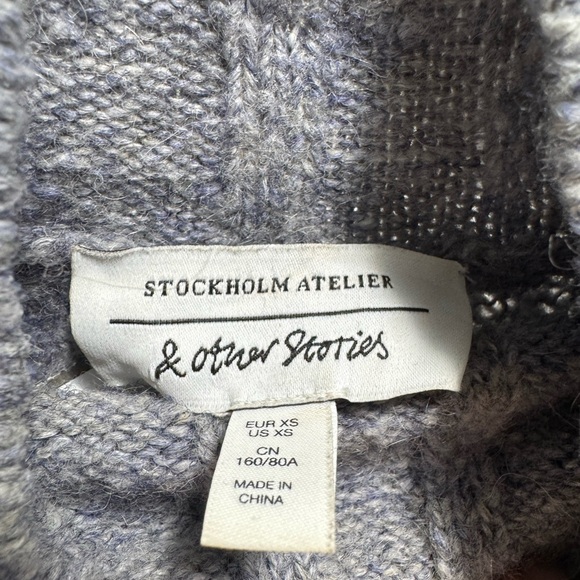 STOCKHOLM ATELIER
& Other Stories
EUR XS
US XS
CN
160/80A
MADE IN
CHINA